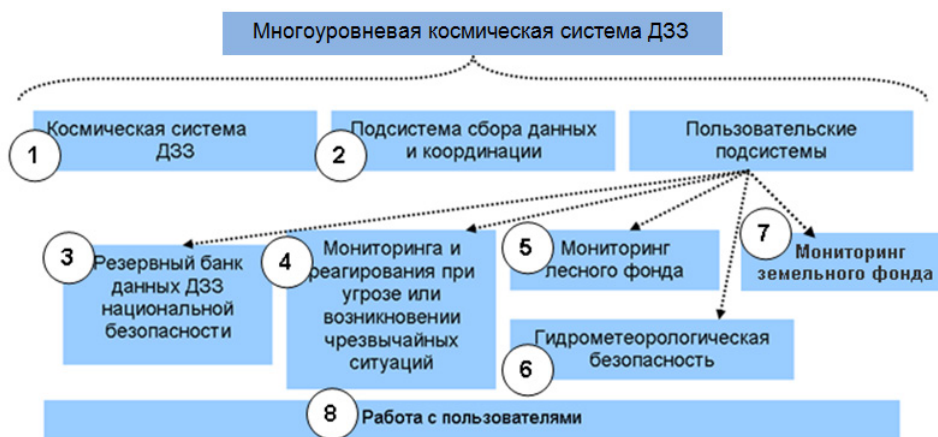 Многоуровневая космическая система ДЗЗ
Космическая система
ДЗЗ
1
Подсистема сбора данных
и координации
2
Пользовательские
подсистемы
3
Резервный банк
данных ДЗЗ
национальной
безопасности
4
Мониторинга и
реагирования при
угрозе или
возникновении
чрезвычайных
ситуаций
5
Мониторинг
лесного фонда
7
Мониторинг
земельного фонда
6
Гидрометеорологическая
безопасность
8
Работа с пользователями